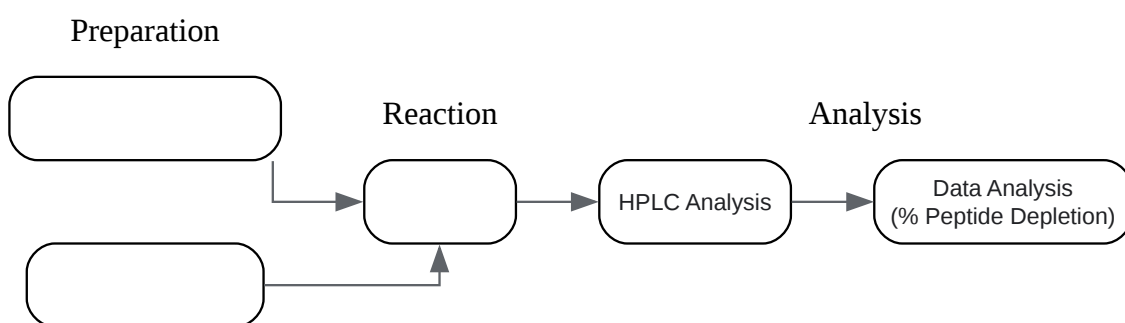 Preparation
Reaction
Analysis
HPLC Analysis
Data Analysis
(% Peptide Depletion)